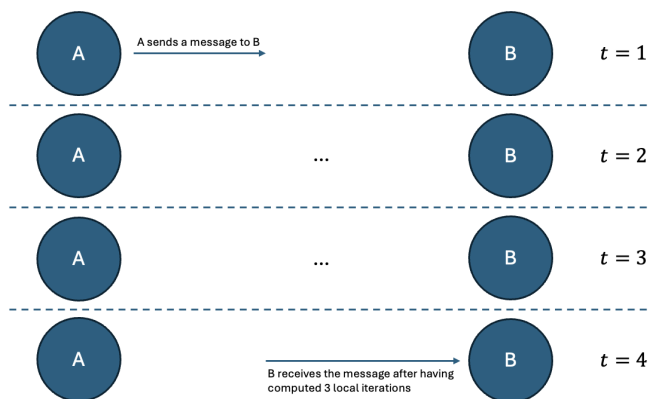 A A sends a message to B B t = 1
A ... B t = 2
A ... B t = 3
A B t = 4
B receives the message after having
computed 3 local iterations